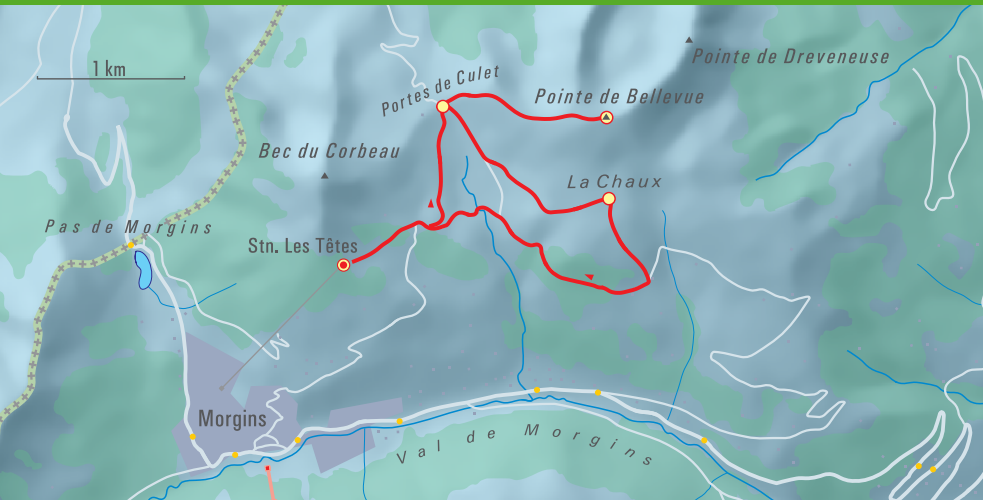 Pointe de Dreveneuse
1 km
Portes de Culet
Pointe de Bellevue
Bec du Corbeau
La Chaux
Pas de Morgins
Stn. Les Têtes
Morgins
Val de Morgins